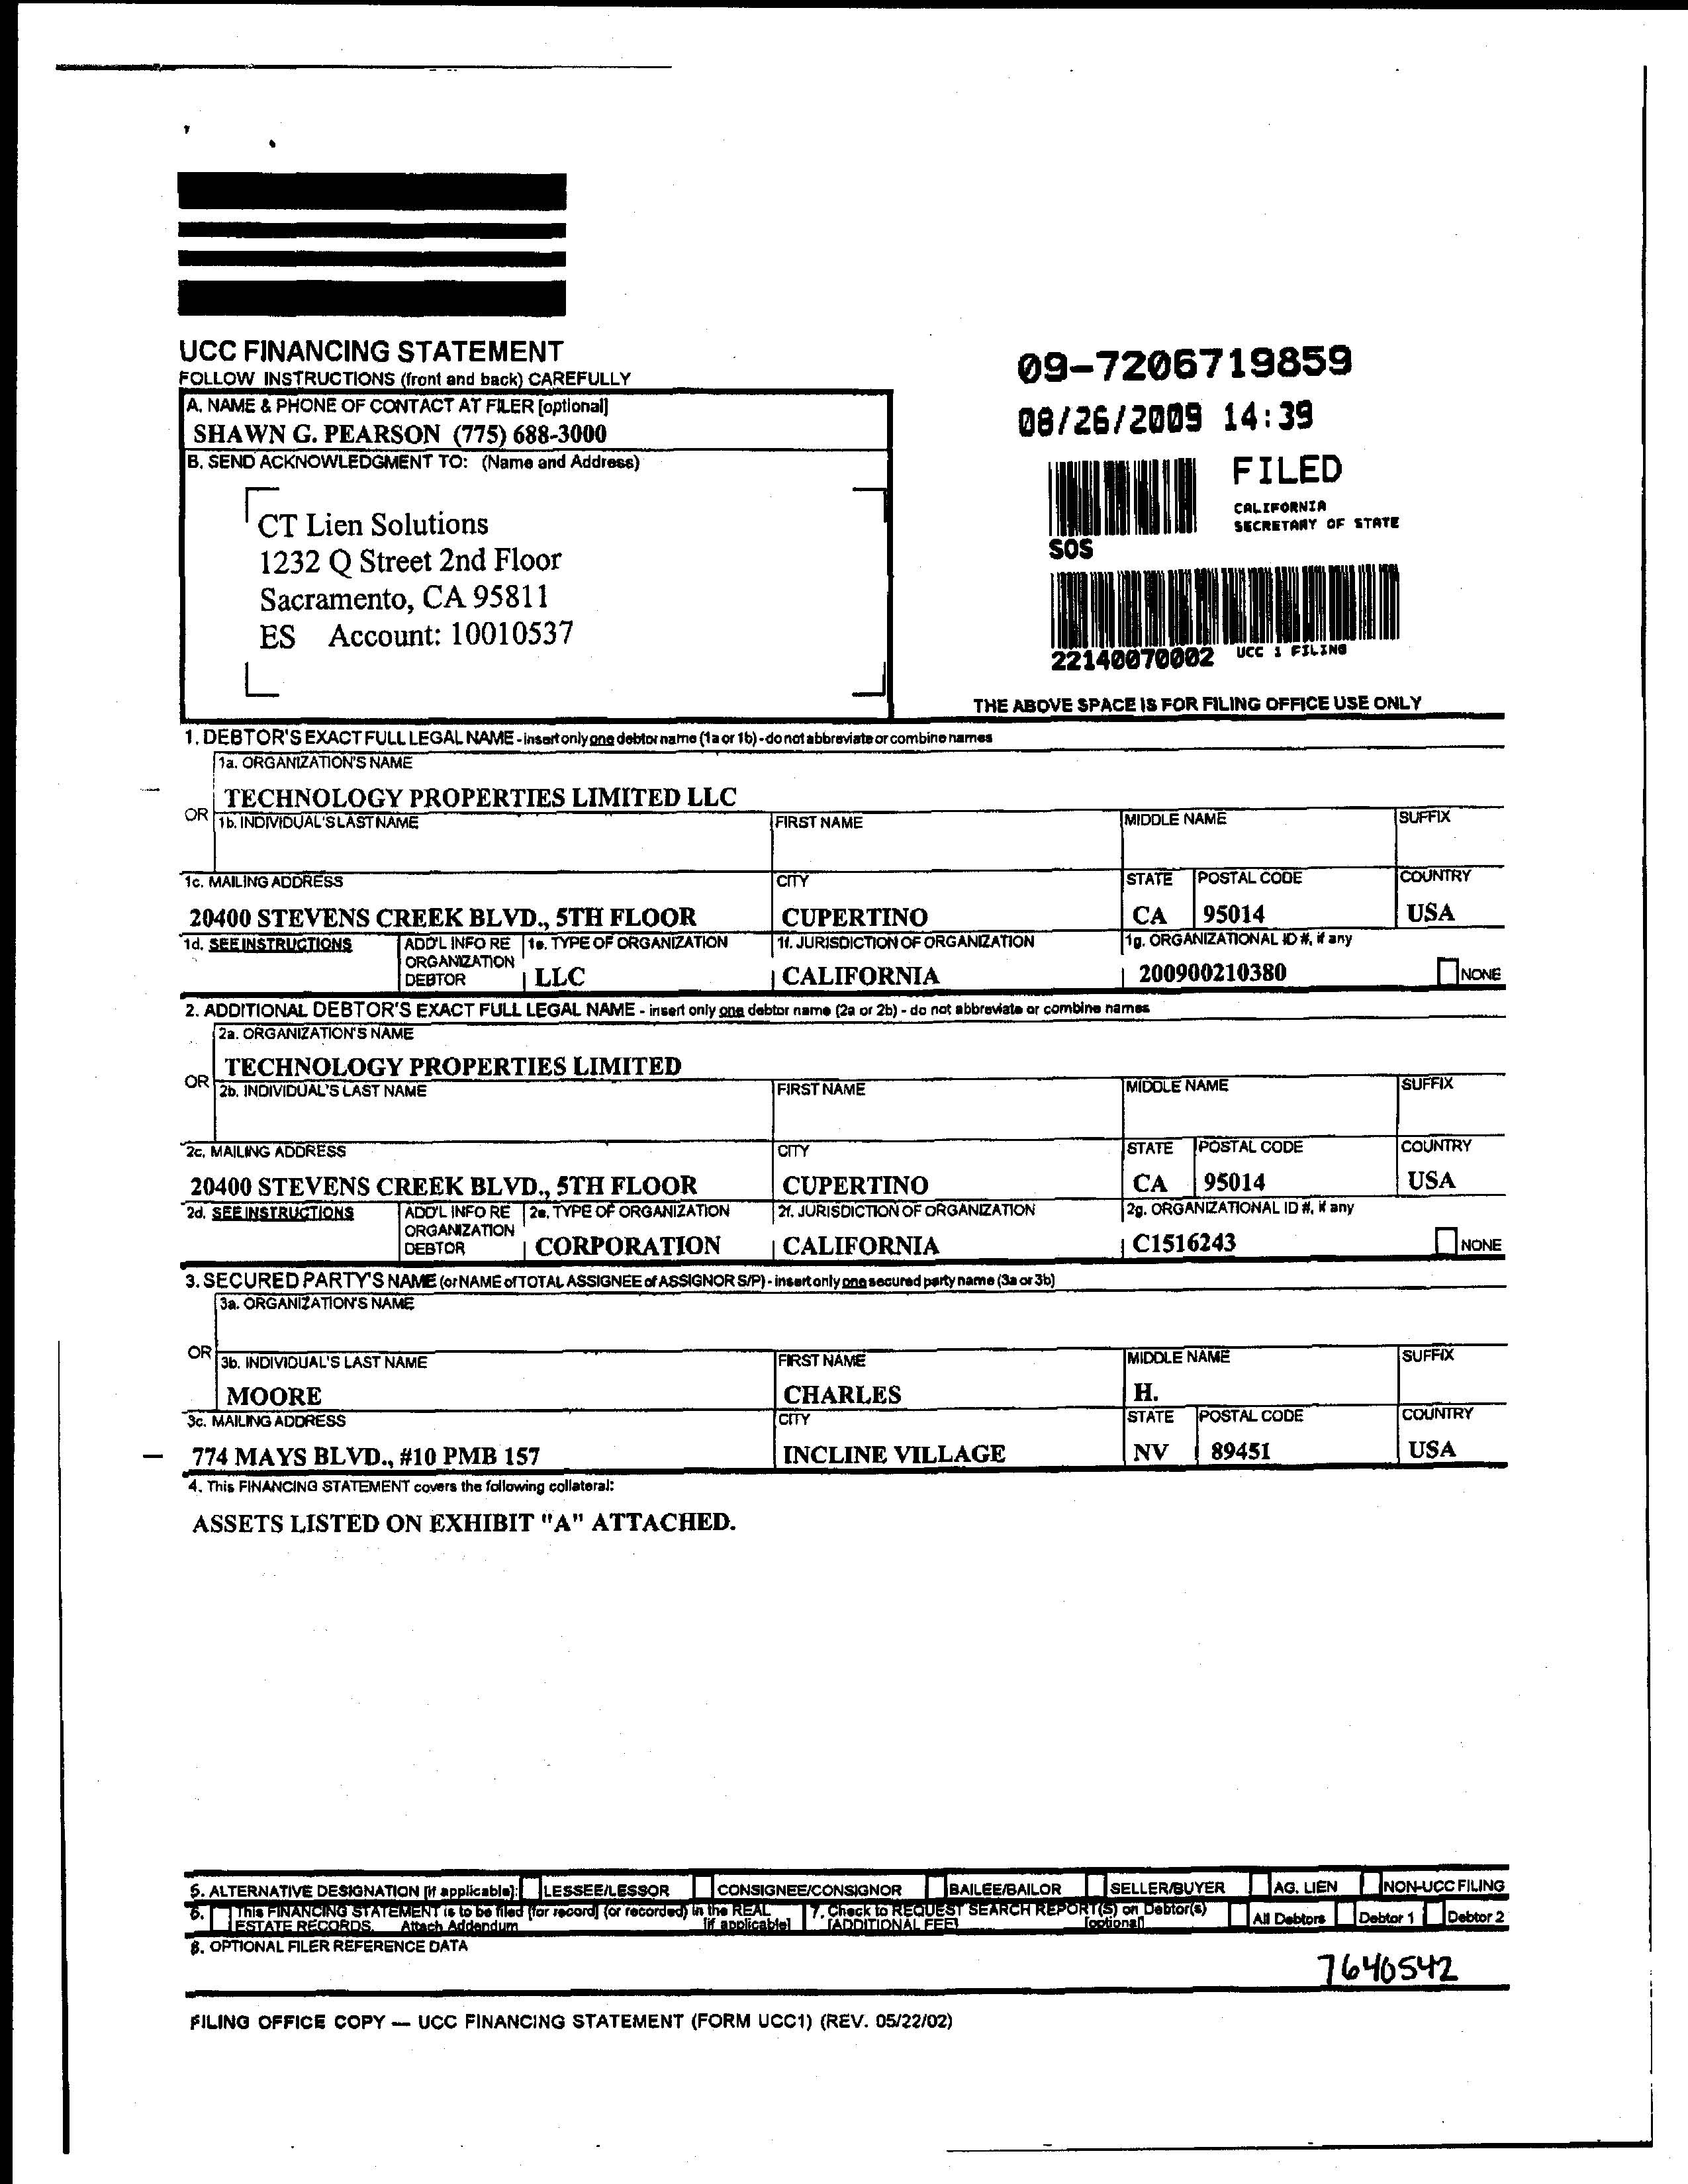 UCC FINANCING STATEMENT
FOLLOW INSTRUCTIONS (front and back) CAREFULLY
A. NAME & PHONE OF CONTACT AT FILER [optional]
SHAWN G. PEARSON (775) 688-3000
B. SEND ACKNOWLEDGMENT TO: (Name and Address)
CT Lien Solutions
1232 Q Street 2nd Floor
Sacramento, CA 95811
ES Account: 10010537
09-7206719859
08/26/2009 14:39
FILED
CALIFORNIA
SECRETARY OF STATE
SOS
22140070002 UCC 1 FILING
THE ABOVE SPACE IS FOR FILING OFFICE USE ONLY
1. DEBTOR'S EXACT FULL LEGAL NAME - insert only one debtor name (1a or 1b) - do not abbreviate or combine names
1a. ORGANIZATION'S NAME
TECHNOLOGY PROPERTIES LIMITED LLC
OR
1b. INDIVIDUAL'S LAST NAME FIRST NAME MIDDLE NAME SUFFIX
1c. MAILING ADDRESS CITY STATE POSTAL CODE COUNTRY
20400 STEVENS CREEK BLVD., 5TH FLOOR CUPERTINO CA 95014 USA
1d. SEE INSTRUCTIONS ADD'L INFO RE ORGANIZATION DEBTOR 1e. TYPE OF ORGANIZATION 1f. JURISDICTION OF ORGANIZATION 1g. ORGANIZATIONAL ID #, if any
LLC CALIFORNIA 200900210380 NONE
2. ADDITIONAL DEBTOR'S EXACT FULL LEGAL NAME - insert only one debtor name (2a or 2b) - do not abbreviate or combine names
2a. ORGANIZATION'S NAME
TECHNOLOGY PROPERTIES LIMITED
OR
2b. INDIVIDUAL'S LAST NAME FIRST NAME MIDDLE NAME SUFFIX
2c. MAILING ADDRESS CITY STATE POSTAL CODE COUNTRY
20400 STEVENS CREEK BLVD., 5TH FLOOR CUPERTINO CA 95014 USA
2d. SEE INSTRUCTIONS ADD'L INFO RE ORGANIZATION DEBTOR 2e. TYPE OF ORGANIZATION 2f. JURISDICTION OF ORGANIZATION 2g. ORGANIZATIONAL ID #, if any
CORPORATION CALIFORNIA C1516243 NONE
3. SECURED PARTY'S NAME (or NAME of TOTAL ASSIGNEE of ASSIGNOR S/P) - insert only one secured party name (3a or 3b)
3a. ORGANIZATION'S NAME
OR
3b. INDIVIDUAL'S LAST NAME FIRST NAME MIDDLE NAME SUFFIX
MOORE CHARLES H.
3c. MAILING ADDRESS CITY STATE POSTAL CODE COUNTRY
774 MAYS BLVD., #10 PMB 157 INCLINE VILLAGE NV 89451 USA
4. This FINANCING STATEMENT covers the following collateral:
ASSETS LISTED ON EXHIBIT "A" ATTACHED.
5. ALTERNATIVE DESIGNATION [if applicable]: LESSEE/LESSOR CONSIGNEE/CONSIGNOR BAILEE/BAILOR SELLER/BUYER AG. LIEN NON-UCC FILING
6. This FINANCING STATEMENT is to be filed [for record] (or recorded) in the REAL ESTATE RECORDS. Attach Addendum [if applicable] 7. Check to REQUEST SEARCH REPORT(S) on Debtor(s) [ADDITIONAL FEE] [optional] All Debtors Debtor 1 Debtor 2
8. OPTIONAL FILER REFERENCE DATA
7640542
FILING OFFICE COPY — UCC FINANCING STATEMENT (FORM UCC1) (REV. 05/22/02)